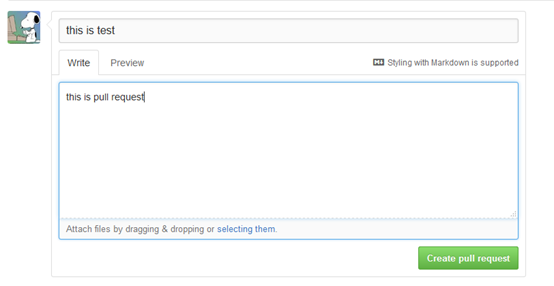 this is test
Write Preview Styling with Markdown is supported
this is pull request
Attach files by dragging & dropping or selecting them.
Create pull request